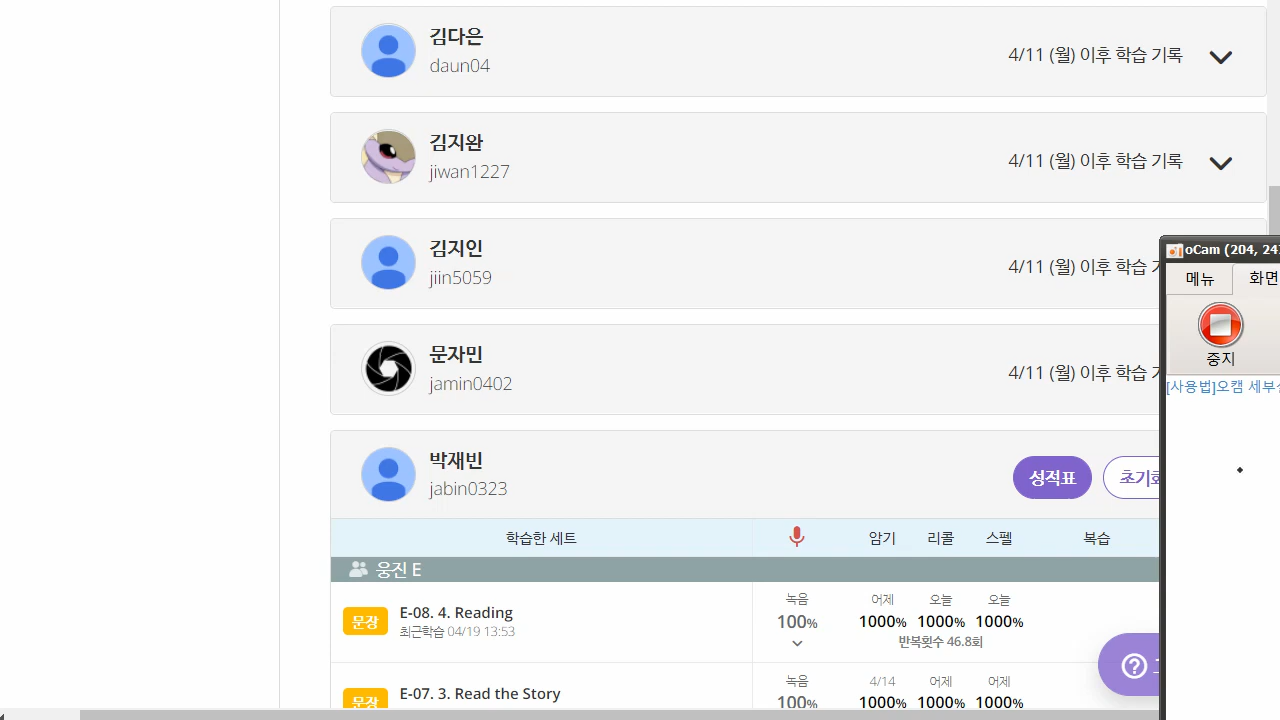 김다은
daun04
4/11 (월) 이후 학습 기록
김지완
jiwan1227
4/11 (월) 이후 학습 기록
김지인
jiin5059
4/11 (월) 이후 학습
문자민
jamin0402
4/11 (월) 이후 학습
박재빈
jabin0323
성적표
초기화
oCam (204, 24
메뉴
화면
중지
[사용법]오캠 세부
학습한 세트
암기
리콜
스펠
복습
웅진 E
문장
E-08. 4. Reading
최근학습 04/19 13:53
녹음
100%
어제
오늘
오늘
1000%
1000%
1000%
반복횟수 46.8회
문장
E-07. 3. Read the Story
녹음
100%
4/14
어제
어제
1000%
1000%
1000%